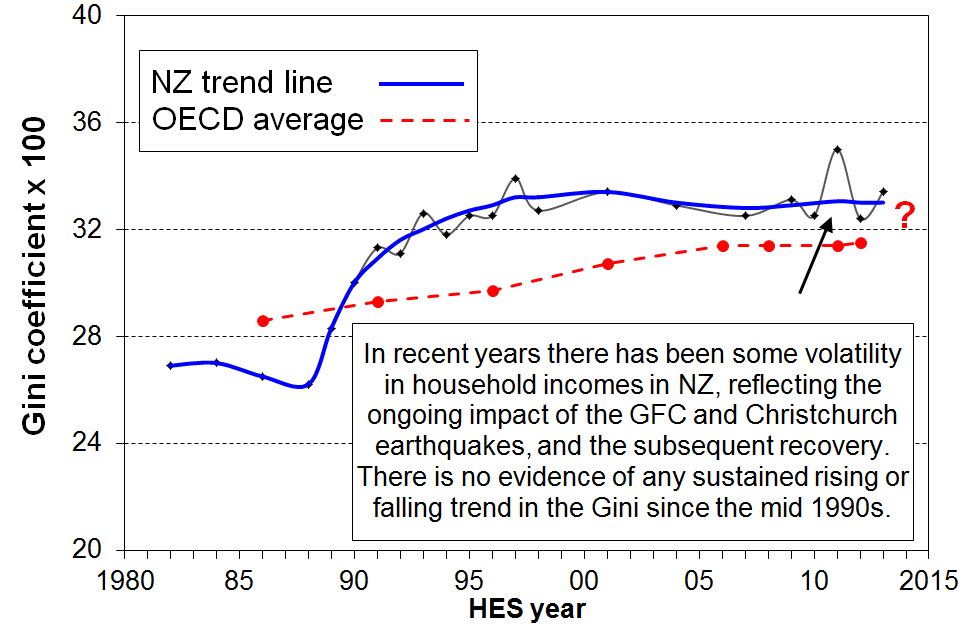 40
36
32
28
24
20
Gini coefficient x 100
NZ trend line
OECD average
?
In recent years there has been some volatility
in household incomes in NZ, reflecting the
ongoing impact of the GFC and Christchurch
earthquakes, and the subsequent recovery.
There is no evidence of any sustained rising or
falling trend in the Gini since the mid 1990s.
1980 85 90 95 00 05 10 2015
HES year